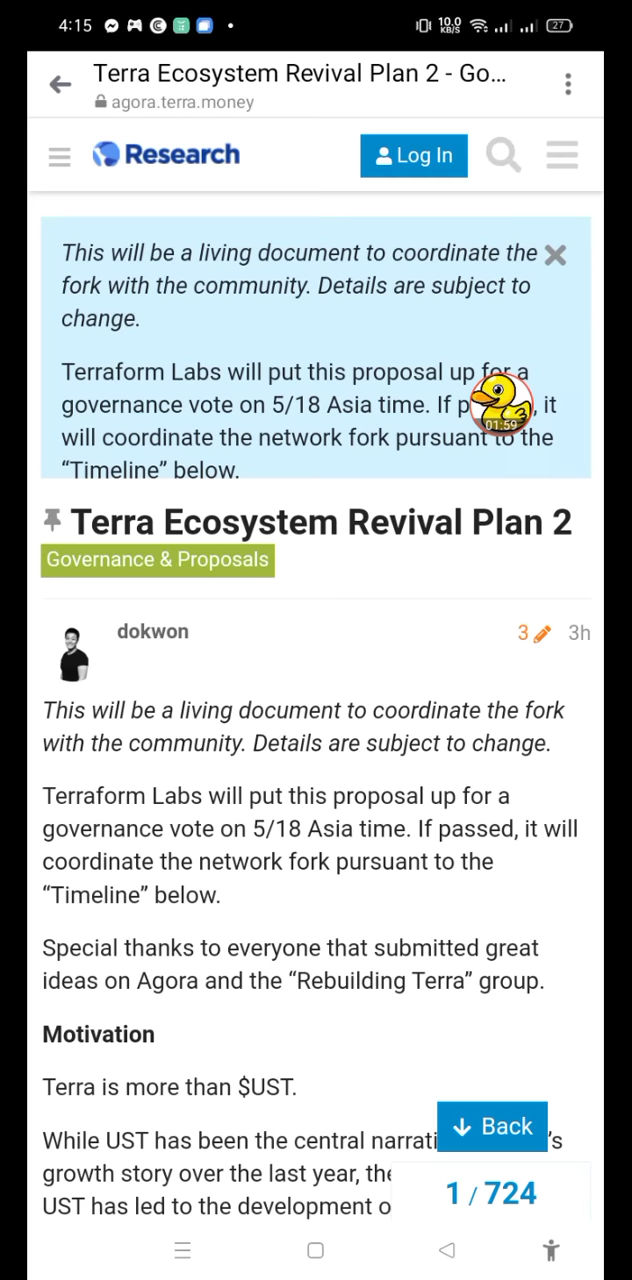 4:15
10.0
KB/S
27
Terra Ecosystem Revival Plan 2 - Go...
agora.terra.money
Research
Log In
This will be a living document to coordinate the
fork with the community. Details are subject to
change.
Terraform Labs will put this proposal up for a
governance vote on 5/18 Asia time. If p , it
will coordinate the network fork pursuant to the
“Timeline” below.
01:59
Terra Ecosystem Revival Plan 2
Governance & Proposals
dokwon
3
3h
This will be a living document to coordinate the fork
with the community. Details are subject to change.
Terraform Labs will put this proposal up for a
governance vote on 5/18 Asia time. If passed, it will
coordinate the network fork pursuant to the
“Timeline” below.
Special thanks to everyone that submitted great
ideas on Agora and the “Rebuilding Terra” group.
Motivation
Terra is more than $UST.
While UST has been the central narrati ’s
growth story over the last year, the
UST has led to the development o
Back
1 / 724